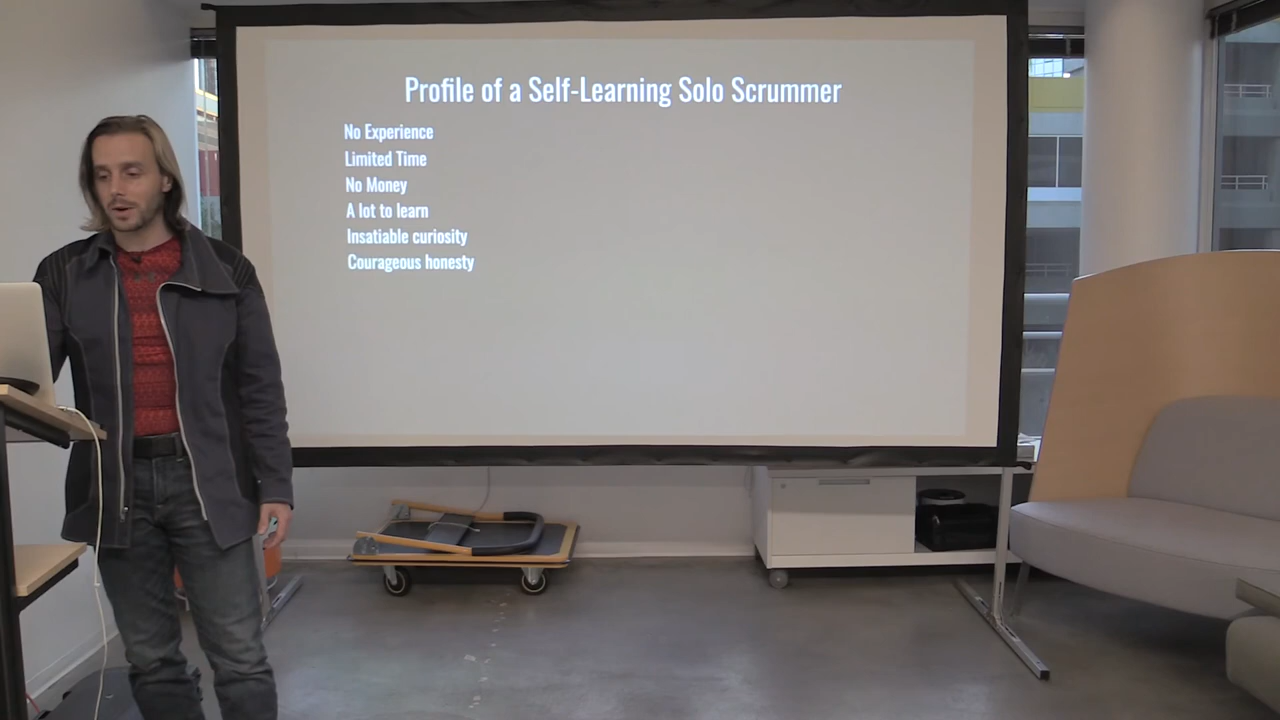 Profile of a Self-Learning Solo Scrummer
No Experience
Limited Time
No Money
A lot to learn
Insatiable curiosity
Courageous honesty